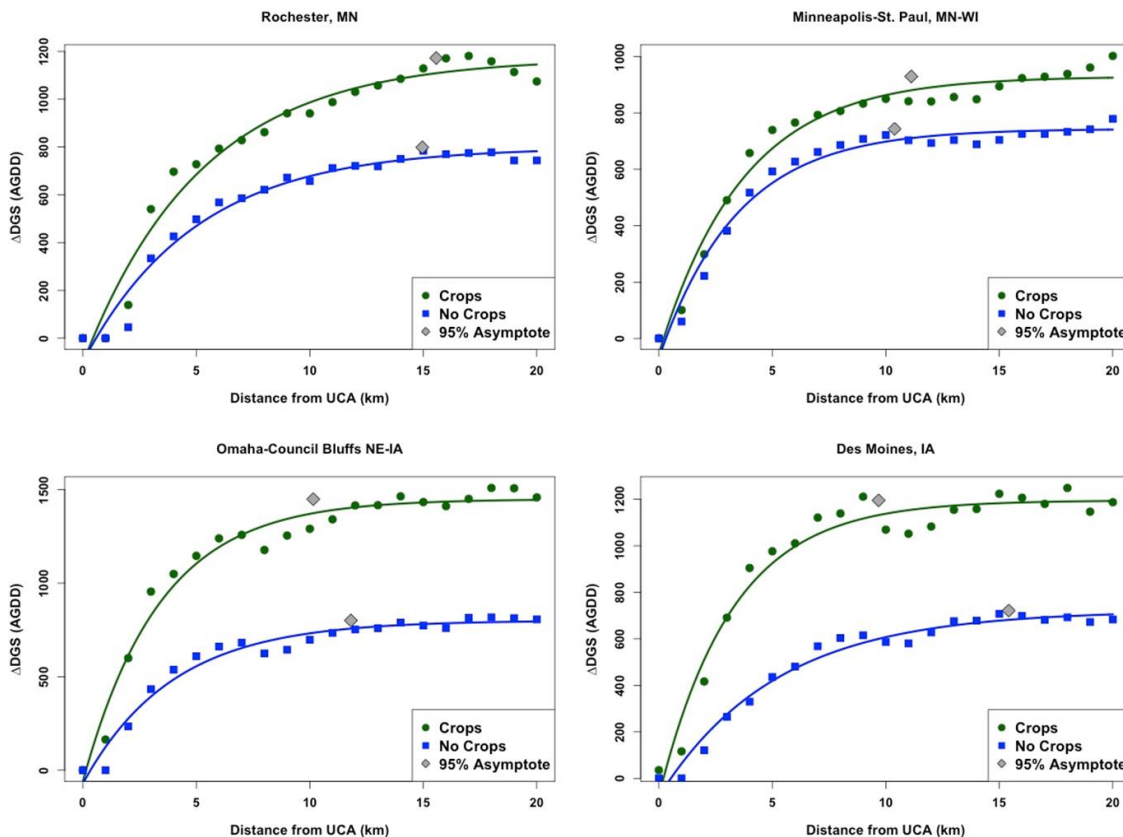 Rochester, MN
ΔDGS (AGDD)
0 200 400 600 800 1000 1200
Crops
No Crops
95% Asymptote
0 5 10 15 20
Distance from UCA (km)
Minneapolis-St. Paul, MN-WI
ΔDGS (AGDD)
0 200 400 600 800 1000
Crops
No Crops
95% Asymptote
0 5 10 15 20
Distance from UCA (km)
Omaha-Council Bluffs NE-IA
ΔDGS (AGDD)
0 500 1000 1500
Crops
No Crops
95% Asymptote
0 5 10 15 20
Distance from UCA (km)
Des Moines, IA
ΔDGS (AGDD)
0 200 400 600 800 1000 1200
Crops
No Crops
95% Asymptote
0 5 10 15 20
Distance from UCA (km)